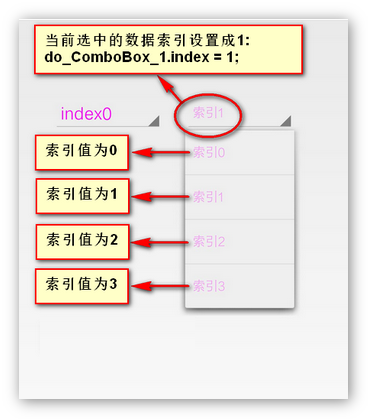 当前选中的数据索引设置成1:
do_ComboBox_1.index = 1;
index0
索引1
索引值为0
索引0
索引值为1
索引1
索引值为2
索引2
索引值为3
索引3